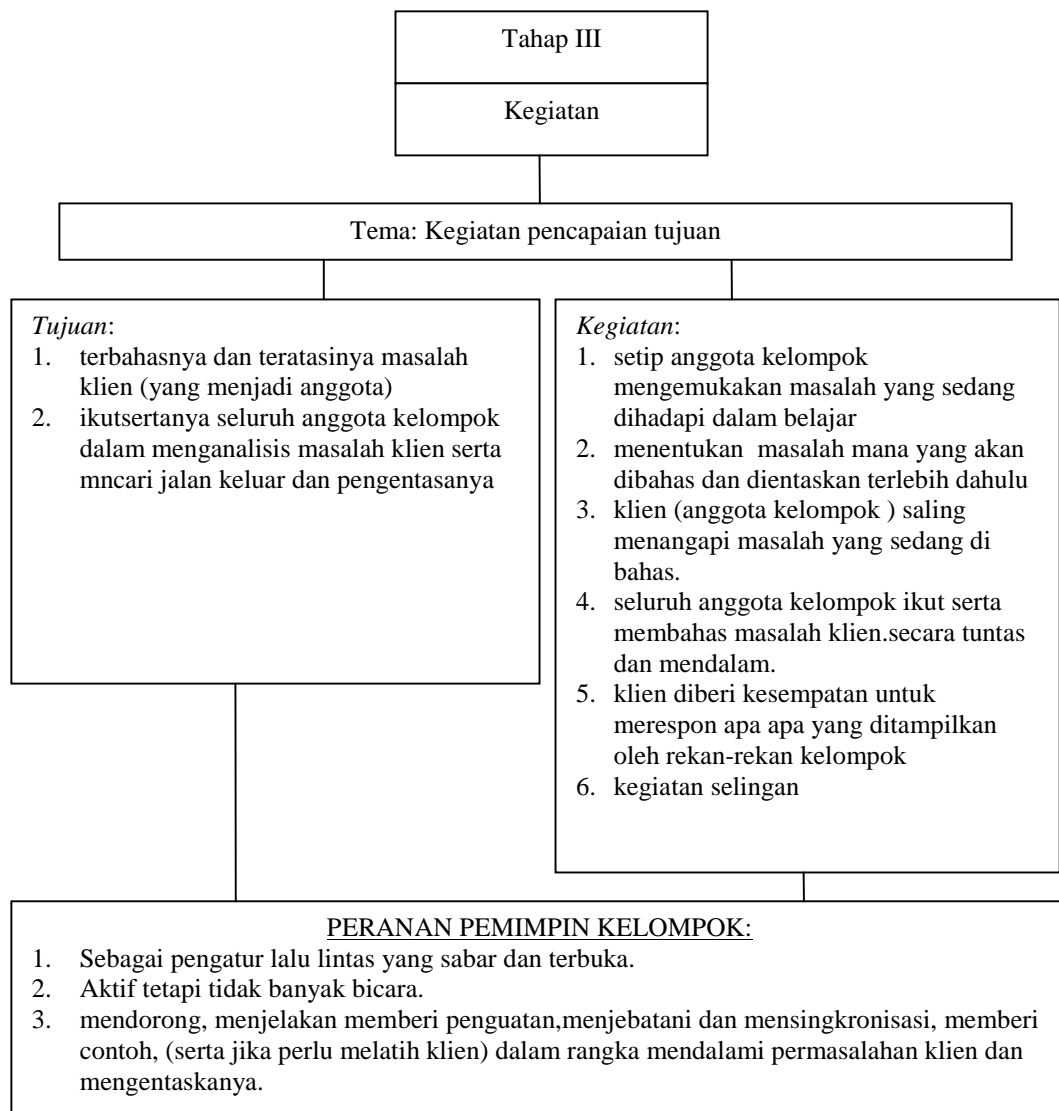 Tahap III
Kegiatan
Tema: Kegiatan pencapaian tujuan
Tujuan:
1. terbahasnya dan teratasinya masalah
klien (yang menjadi anggota)
2. ikutsertanya seluruh anggota kelompok
dalam menganalisis masalah klien serta
mncari jalan keluar dan pengentasanya
Kegiatan:
1. setip anggota kelompok
mengemukakan masalah yang sedang
dihadapi dalam belajar
2. menentukan masalah mana yang akan
dibahas dan dientaskan terlebih dahulu
3. klien (anggota kelompok ) saling
menangapi masalah yang sedang di
bahas.
4. seluruh anggota kelompok ikut serta
membahas masalah klien.secara tuntas
dan mendalam.
5. klien diberi kesempatan untuk
merespon apa apa yang ditampilkan
oleh rekan-rekan kelompok
6. kegiatan selingan
PERANAN PEMIMPIN KELOMPOK:
1. Sebagai pengatur lalu lintas yang sabar dan terbuka.
2. Aktif tetapi tidak banyak bicara.
3. mendorong, menjelakan memberi penguatan,menjebatani dan mensingkronisasi, memberi
contoh, (serta jika perlu melatih klien) dalam rangka mendalami permasalahan klien dan
mengentaskanya.